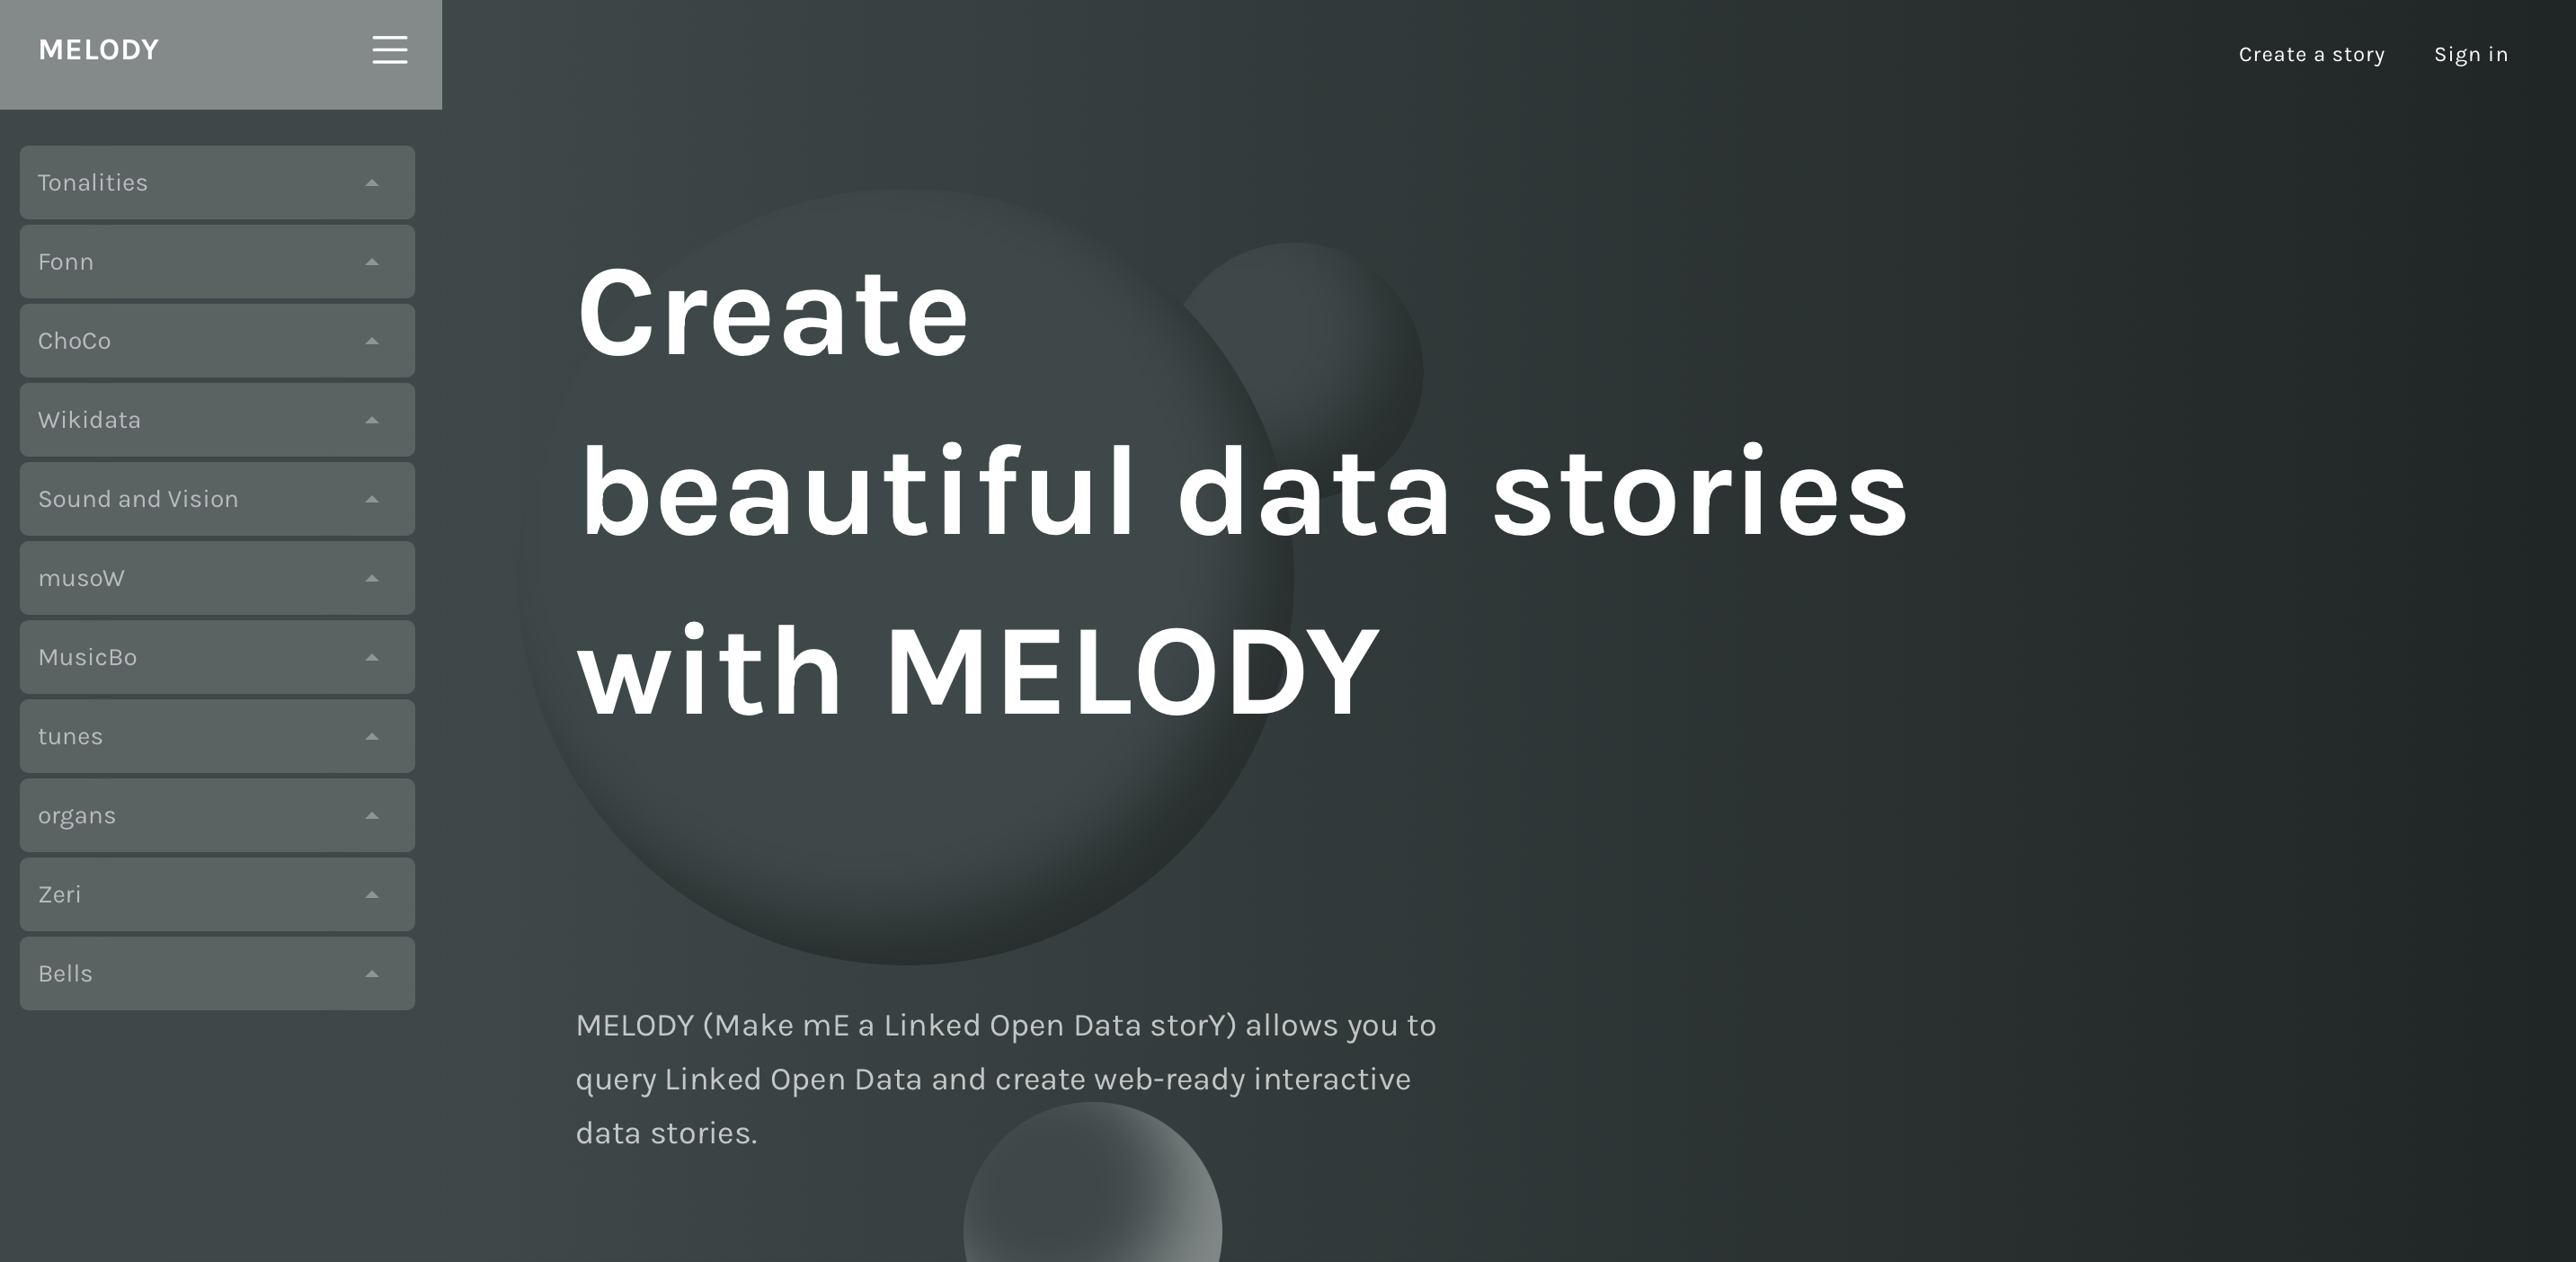 MELODY
Create a story
Sign in
Tonalities
Fonn
ChoCo
Wikidata
Sound and Vision
musoW
MusicBo
tunes
organs
Zeri
Bells
Create
beautiful data stories
with MELODY
MELODY (Make mE a Linked Open Data storY) allows you to
query Linked Open Data and create web-ready interactive
data stories.